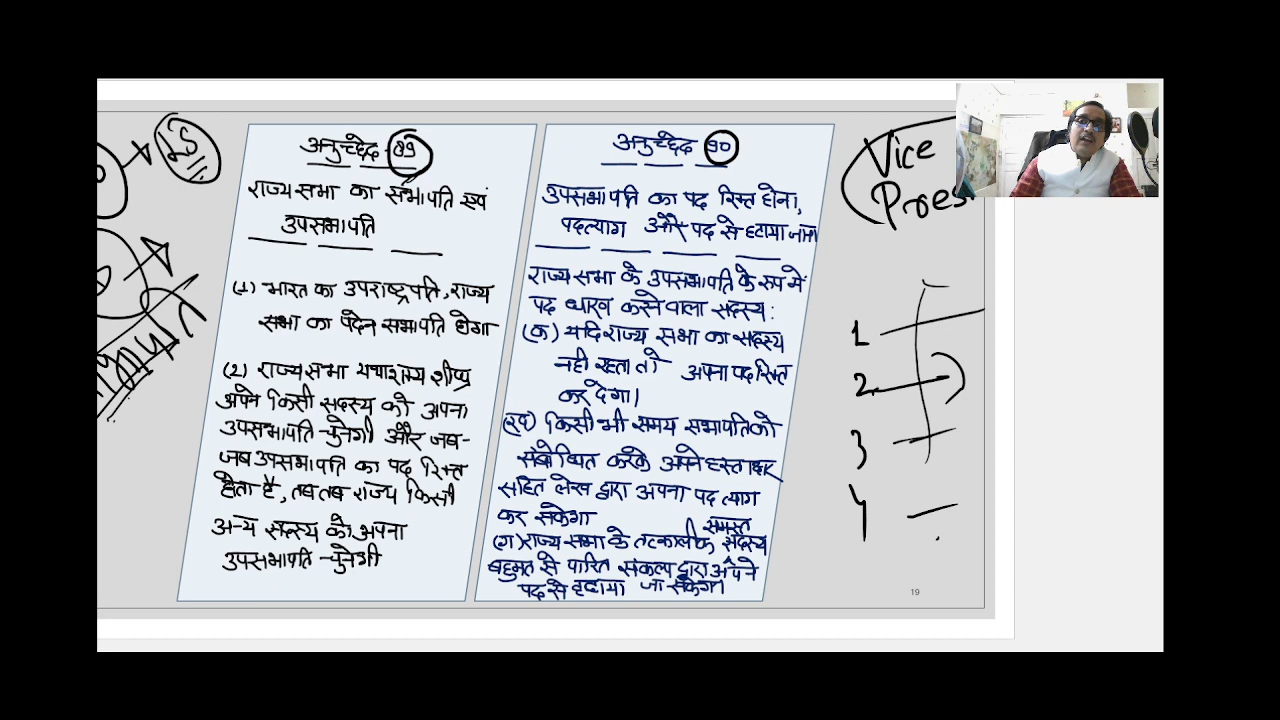 LS
अनुच्छेद 89
राज्य सभा का सभापति एवं
उपसभापति
(1) भारत का उपराष्ट्रपति, राज्य
सभा का पदेन सभापति होगा
(2) राज्य सभा यथाशक्य शीघ्र
अपने किसी सदस्य को अपना
उपसभापति चुनेगी और जब-
जब उपसभापति का पद रिक्त
होता है, तब तब राज्य किसी
अन्य सदस्य को अपना
उपसभापति चुनेगी
अनुच्छेद 90
उपसभापति का पद रिक्त होना,
पदत्याग और पद से हटाया जाना
राज्य सभा के उपसभापति के रूप में
पद धारण करने वाला सदस्य:
(क) यदि राज्य सभा का सदस्य
नही रहता तो अपना पद रिक्त
कर देगा।
(ख) किसी भी समय सभापति को
संबोधित करके अपने हस्ताक्षर
सहित लेख द्वारा अपना पद त्याग
कर सकेगा
(ग) राज्य सभा के तत्कालीक समस्त सदस्य
बहुमत से पारित संकल्प द्वारा अपने
पद से हटाया जा सकेगा।
Vice
Pres
1
2
3
4
19